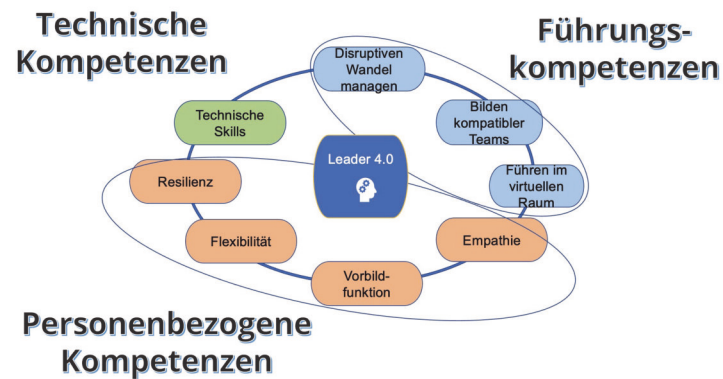 Technische
Kompetenzen
Führungs-
kompetenzen
Disruptiven
Wandel
managen
Bilden
kompatibler
Teams
Technische
Skills
Leader 4.0
Resilienz
Führen im
virtuellen
Raum
Flexibilität
Empathie
Vorbild-
funktion
Personenbezogene
Kompetenzen